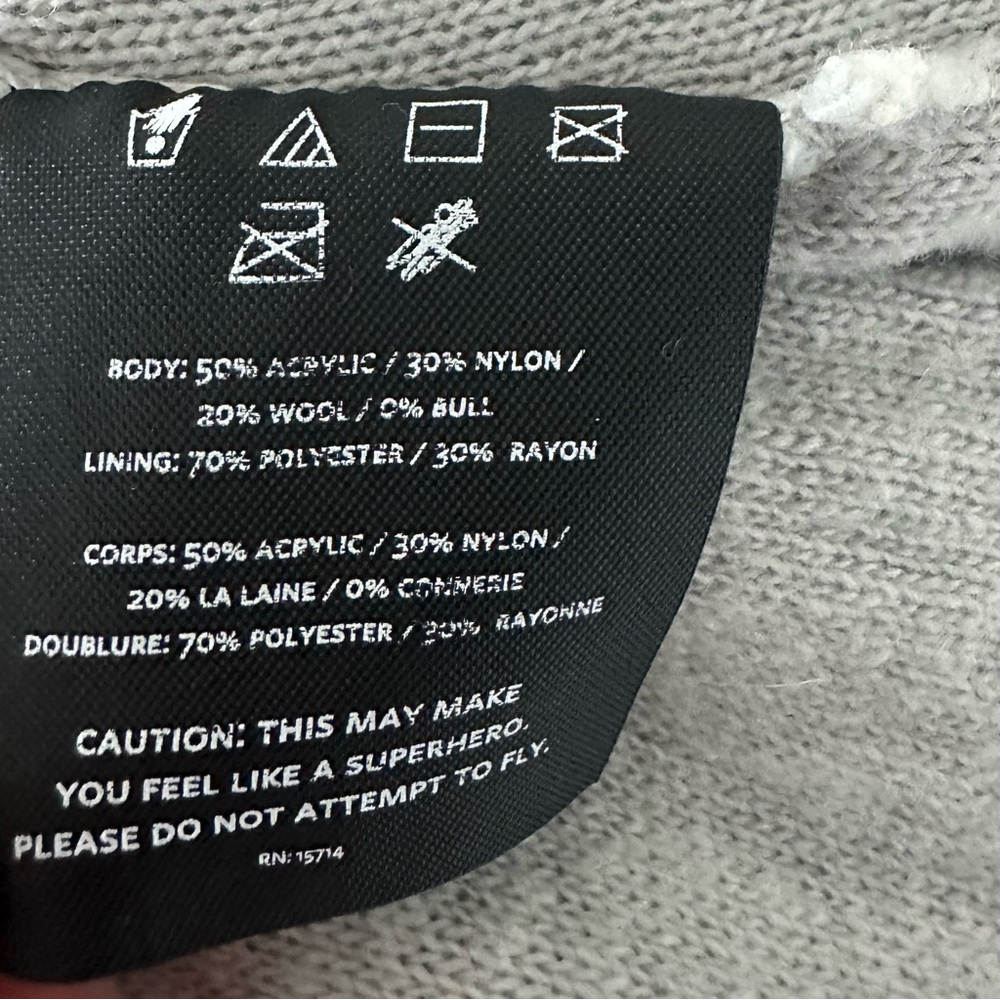 BODY: 50% ACRYLIC / 30% NYLON /
20% WOOL / 0% BULL
LINING: 70% POLYESTER / 30% RAYON
CORPS: 50% ACRYLIC / 30% NYLON /
20% LA LAINE / 0% CONNERIE
DOUBLURE: 70% POLYESTER / 30% RAYONNE
CAUTION: THIS MAY MAKE
YOU FEEL LIKE A SUPERHERO.
PLEASE DO NOT ATTEMPT TO FLY.
RN: 15714